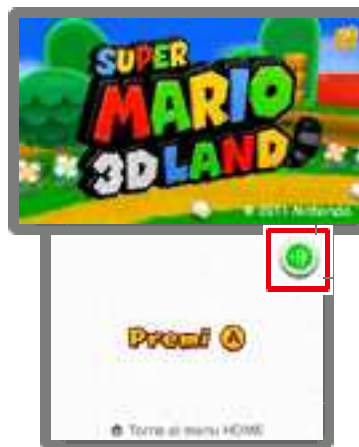 SUPER
MARIO
3D LAND
© 2011 Nintendo
Premi A
Torna al menu HOME